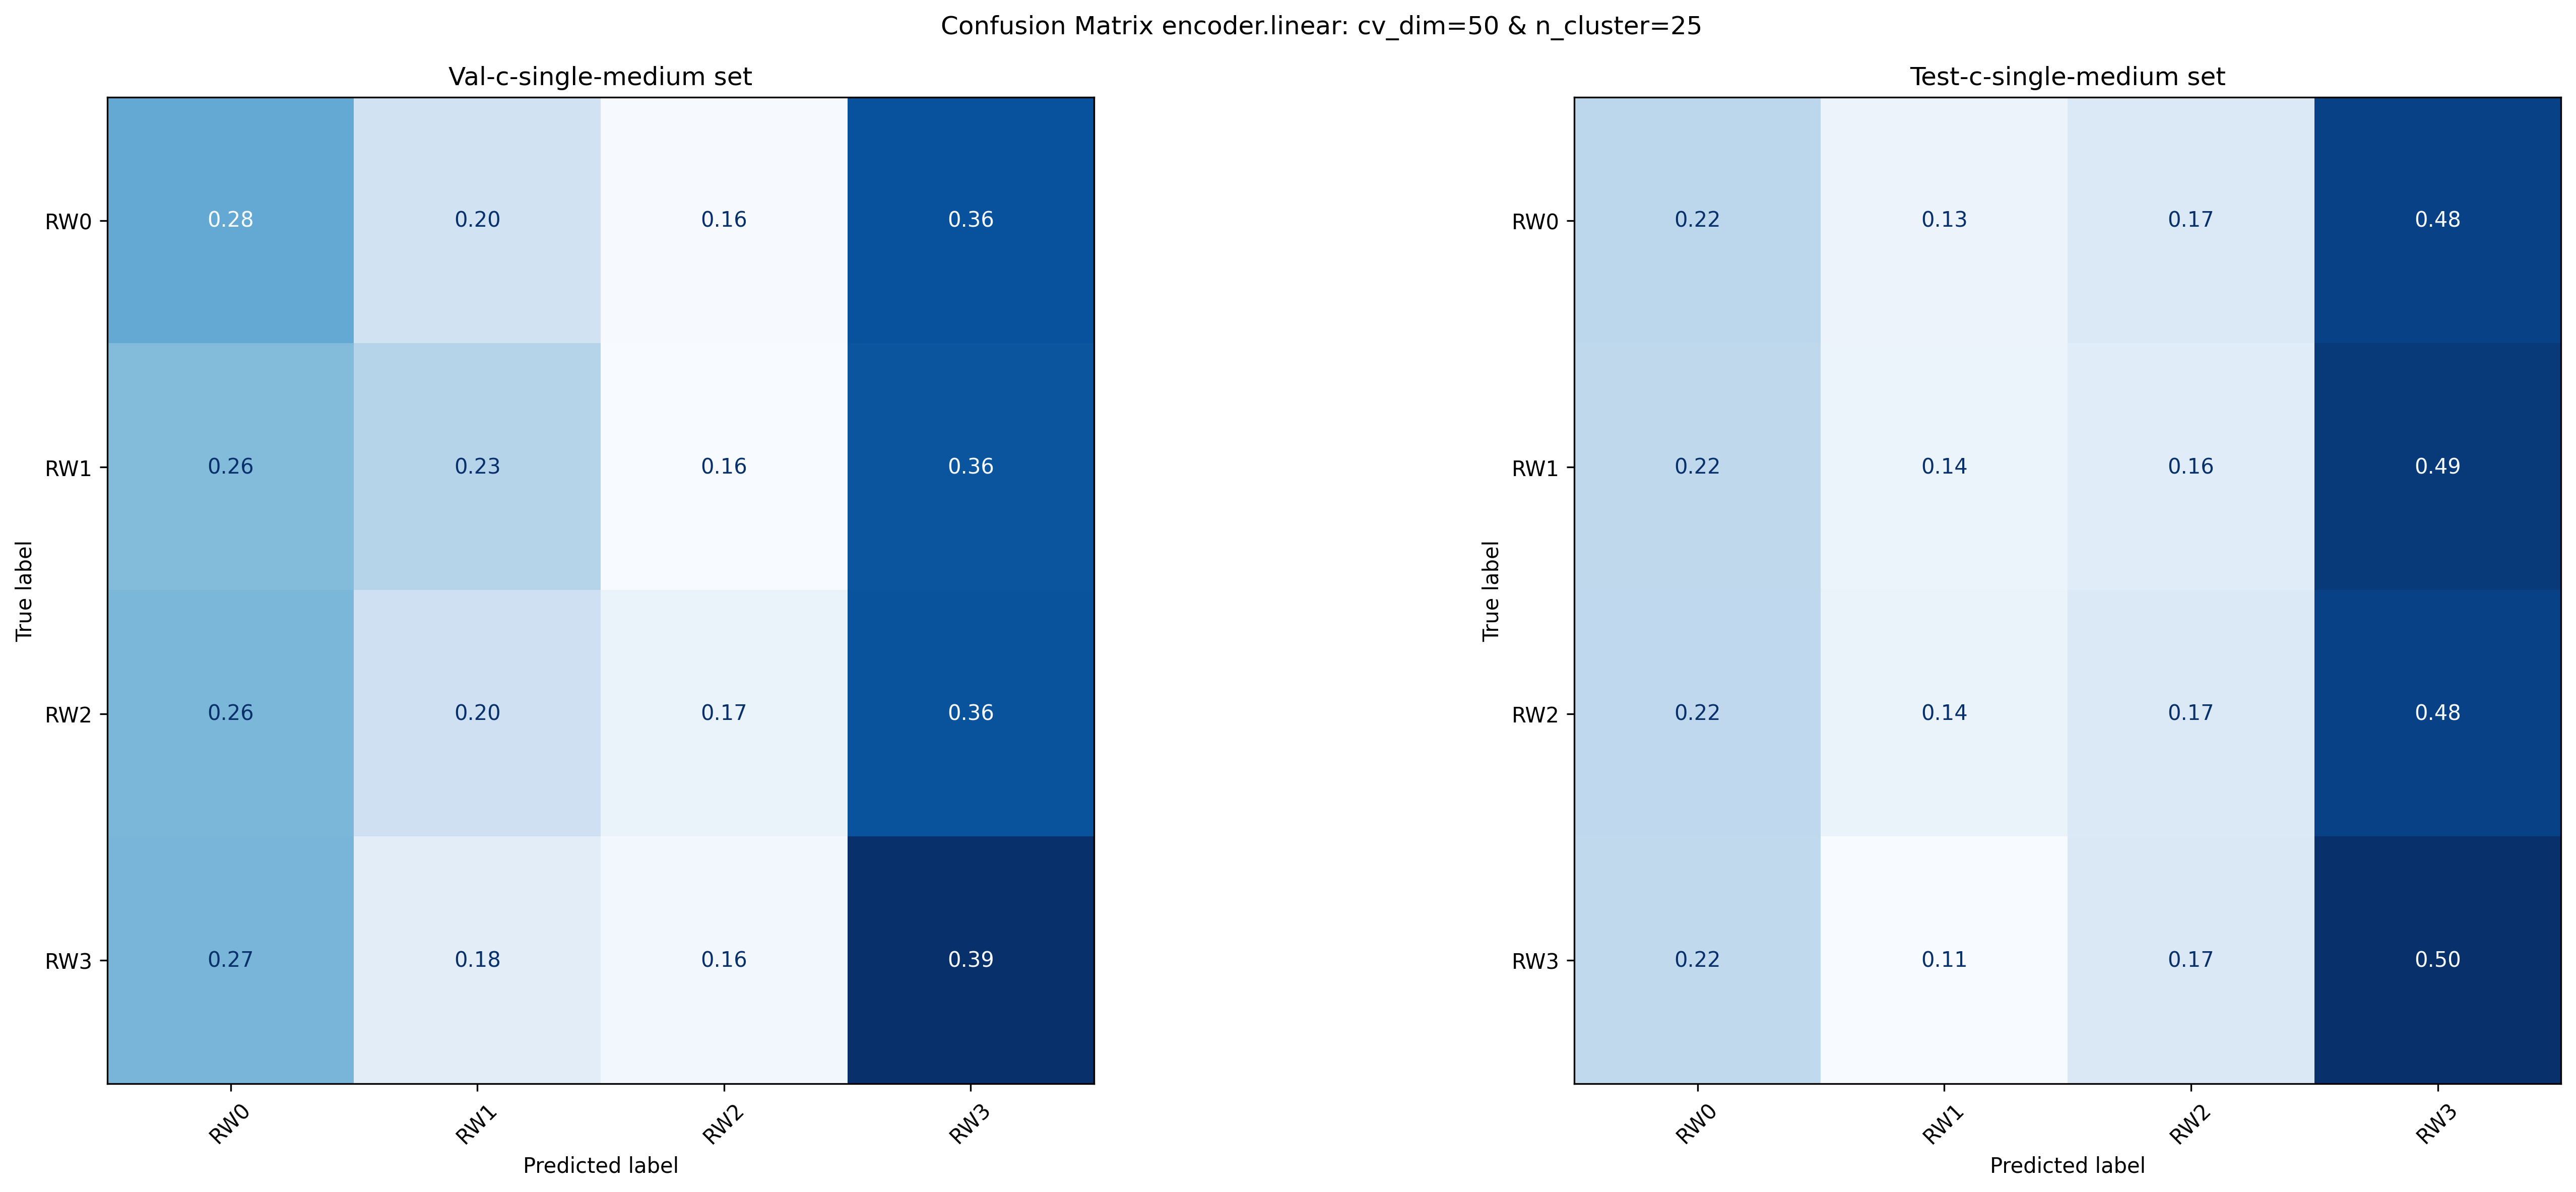 Confusion Matrix encoder.linear: cv_dim=50 & n_cluster=25
Val-c-single-medium set
True label
RW0 0.28 0.20 0.16 0.36
RW1 0.26 0.23 0.16 0.36
RW2 0.26 0.20 0.17 0.36
RW3 0.27 0.18 0.16 0.39
RW0 RW1 RW2 RW3
Predicted label
Test-c-single-medium set
True label
RW0 0.22 0.13 0.17 0.48
RW1 0.22 0.14 0.16 0.49
RW2 0.22 0.14 0.17 0.48
RW3 0.22 0.11 0.17 0.50
RW0 RW1 RW2 RW3
Predicted label